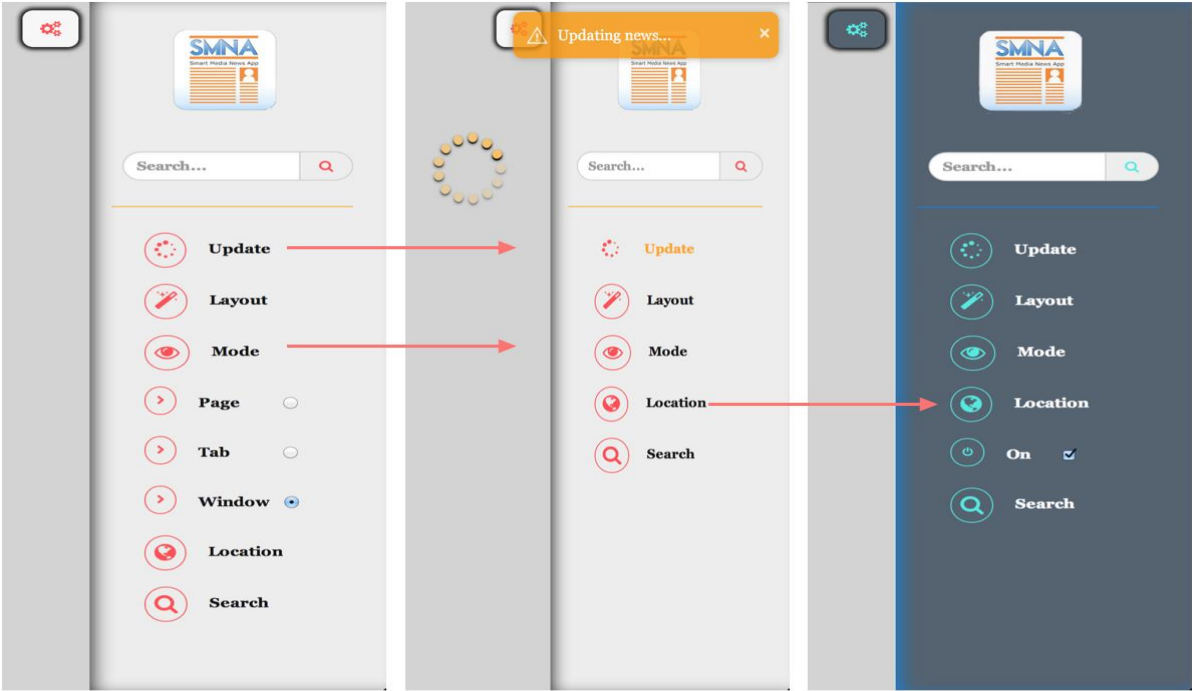 SMNA
Smart Media News App
Search...
Update
Layout
Mode
Page
Tab
Window
Location
Search
Updating news... ×
SMNA
Smart Media News App
Search...
Update
Layout
Mode
Location
Search
SMNA
Smart Media News App
Search...
Update
Layout
Mode
Location
On
Search